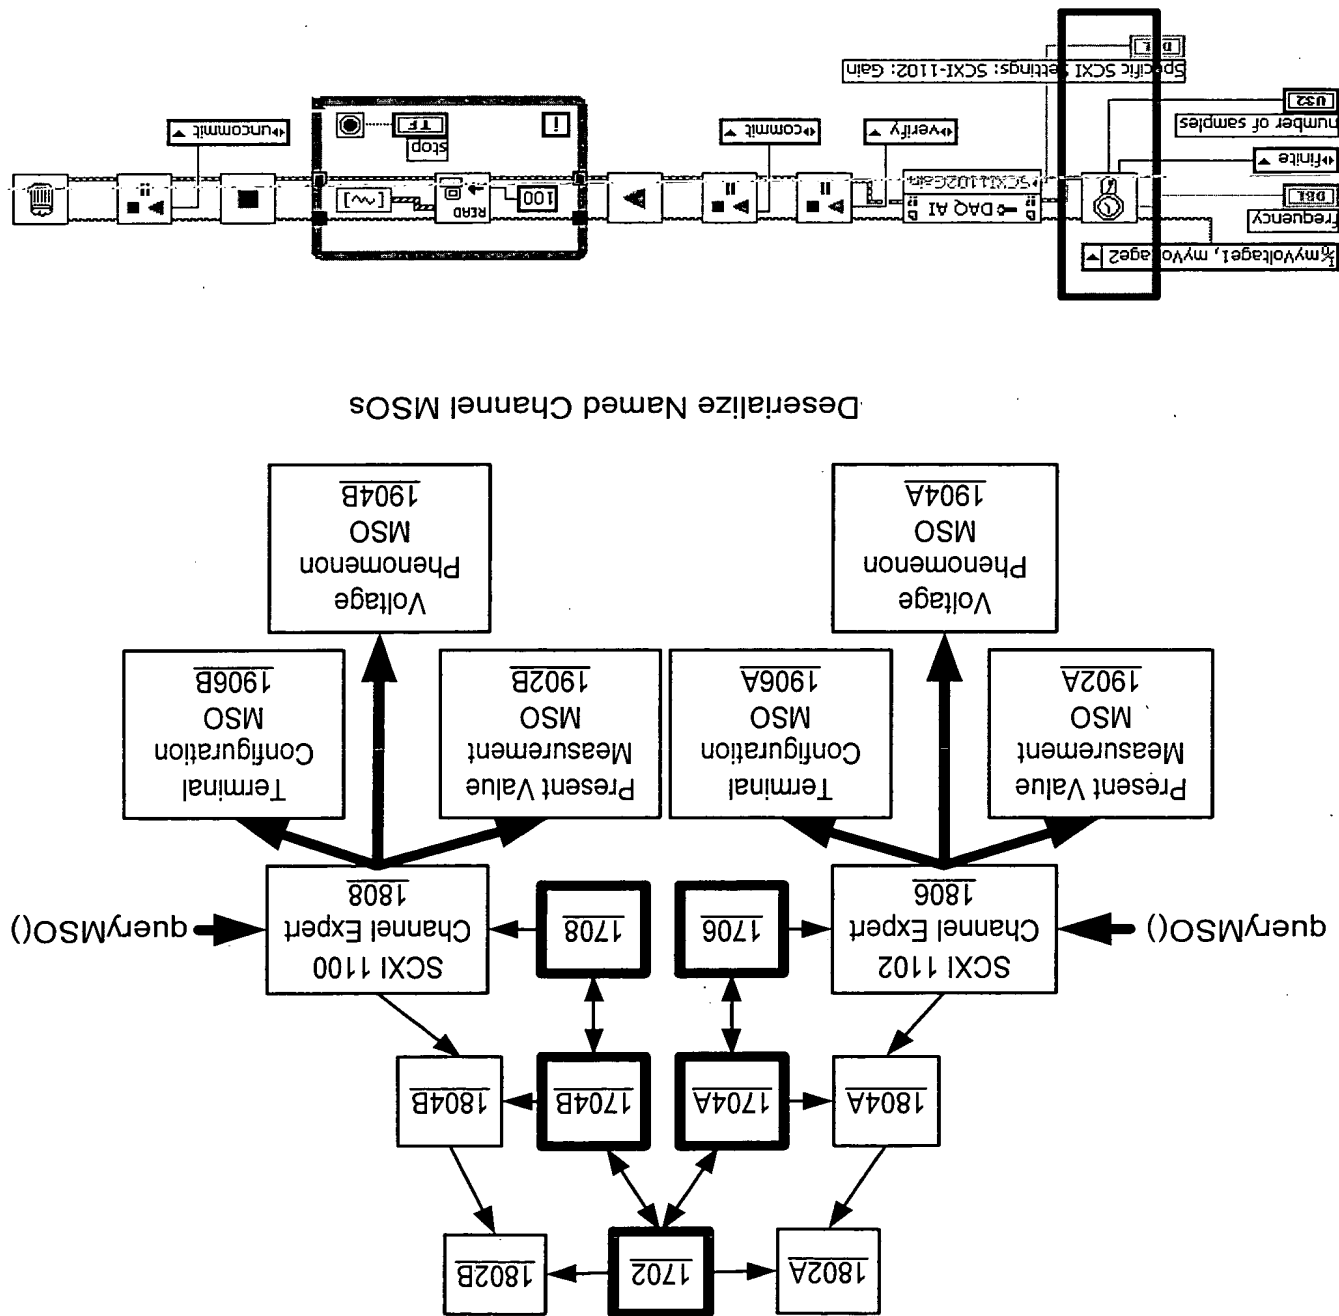 1802A
1702
1802B
1804A
1704A
1704B
1804B
queryMSO()
SCXI 1102
Channel Expert
1806
1706
1708
SCXI 1100
Channel Expert
1808
queryMSO()
Present Value
Measurement
MSO
1902A
Terminal
Configuration
MSO
1906A
Present Value
Measurement
MSO
1902B
Terminal
Configuration
MSO
1906B
Voltage
Phenomenon
MSO
1904A
Voltage
Phenomenon
MSO
1904B
Deserialize Named Channel MSOs
myVoltage1, myVoltage2
frequency
DBL
finite
number of samples
U32
DAQ AI
SCXI1102Gain
verify
commit
100
READ
i
stop
TF
uncommit
Specific SCXI Settings: SCXI-1102: Gain